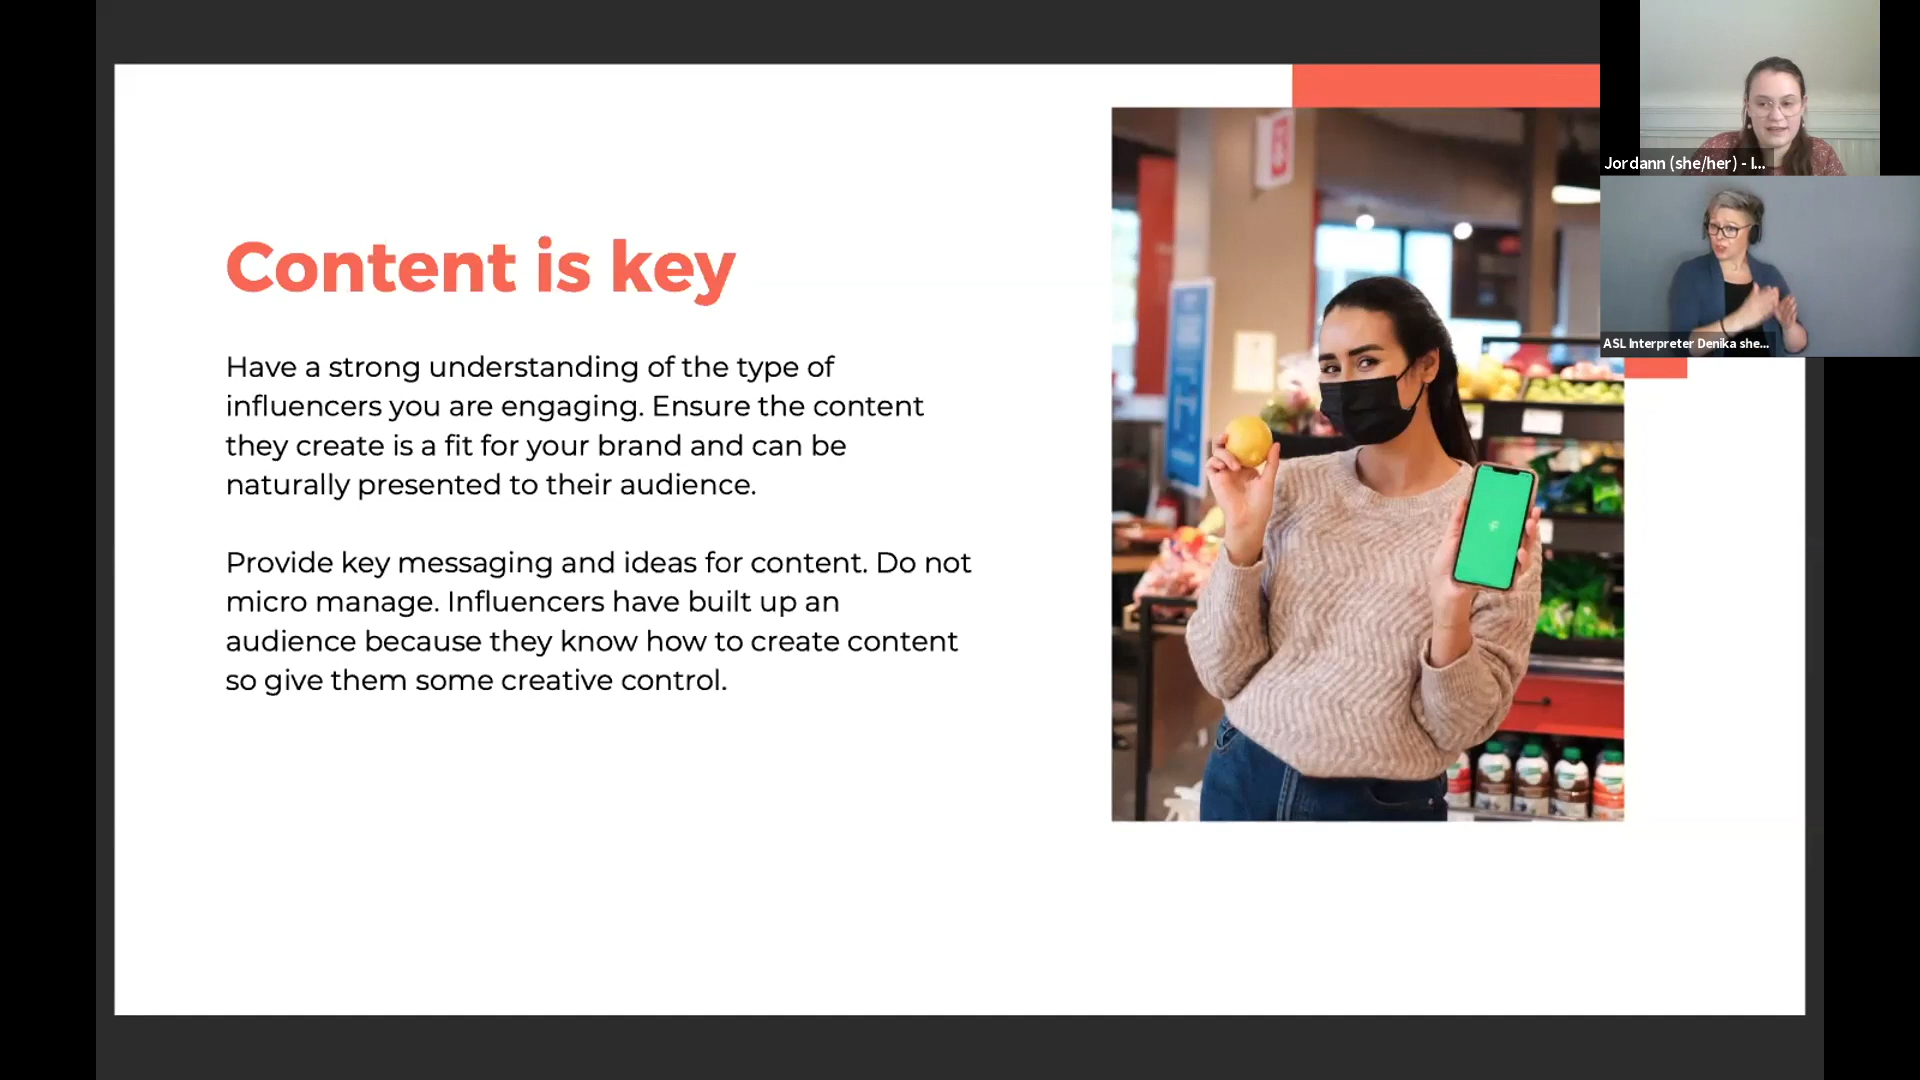 Content is key
Have a strong understanding of the type of
influencers you are engaging. Ensure the content
they create is a fit for your brand and can be
naturally presented to their audience.
Provide key messaging and ideas for content. Do not
micro manage. Influencers have built up an
audience because they know how to create content
so give them some creative control.
Jordann (she/her) - I...
ASL Interpreter Denika she...